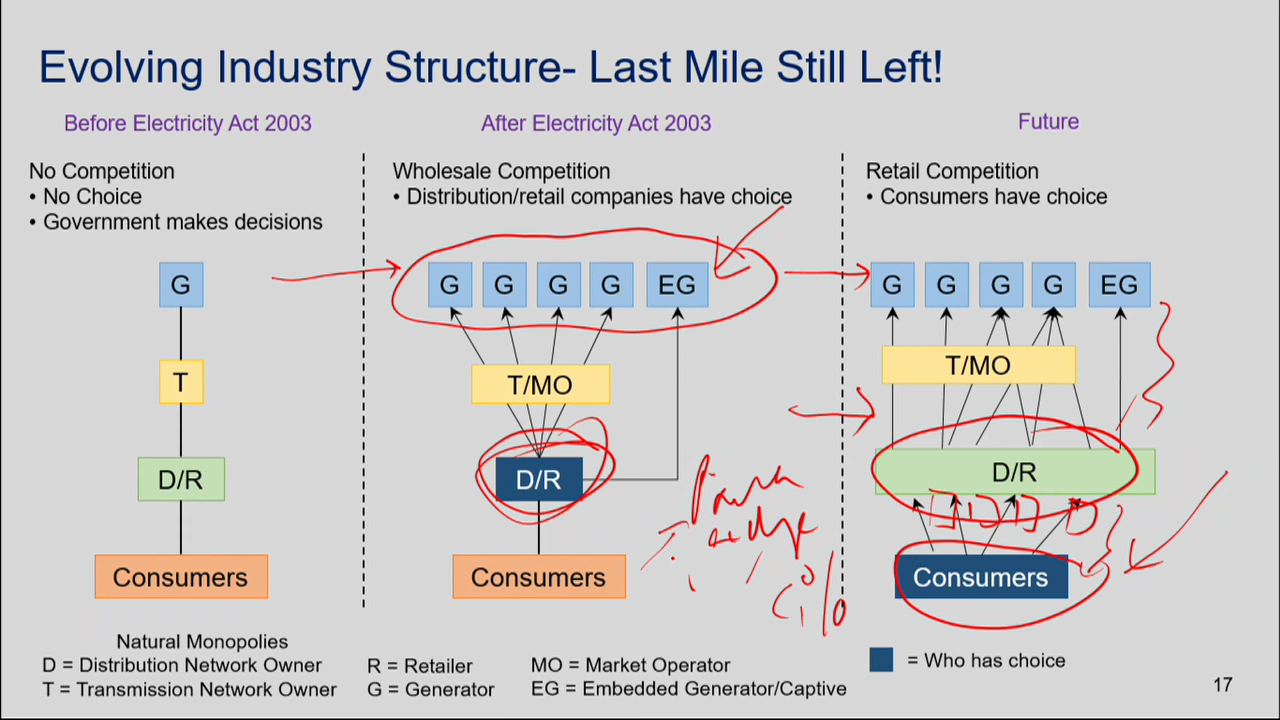 Evolving Industry Structure- Last Mile Still Left!
Before Electricity Act 2003
No Competition
• No Choice
• Government makes decisions
G
T
D/R
Consumers
After Electricity Act 2003
Wholesale Competition
• Distribution/retail companies have choice
G G G G EG
T/MO
D/R
Consumers
Future
Retail Competition
• Consumers have choice
G G G G EG
T/MO
D/R
D D D D
Consumers
Natural Monopolies
D = Distribution Network Owner
T = Transmission Network Owner
R = Retailer
G = Generator
MO = Market Operator
EG = Embedded Generator/Captive
= Who has choice
17